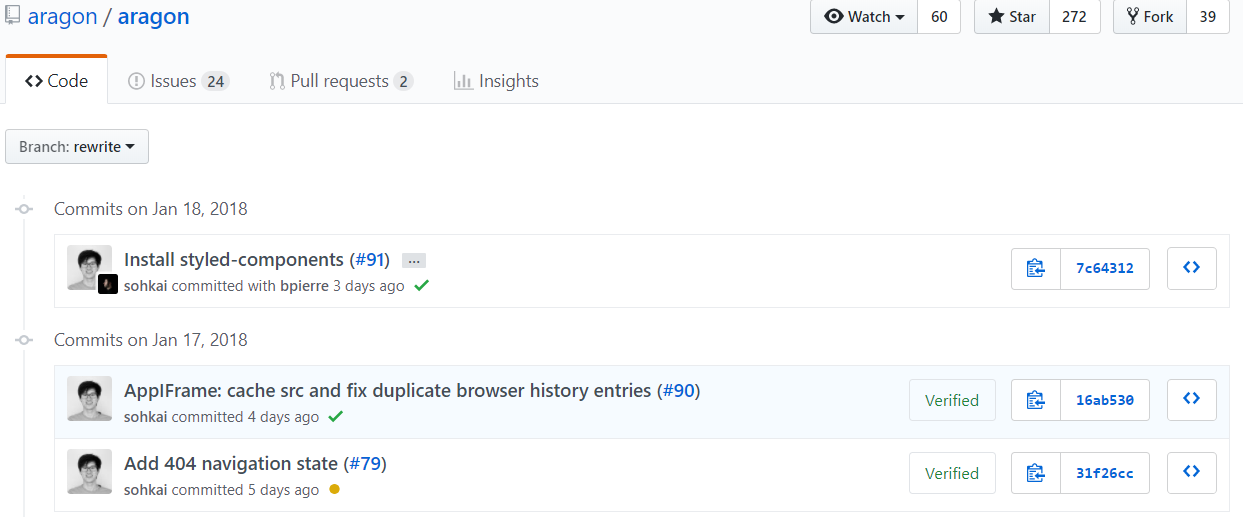 aragon / aragon
Watch 60 Star 272 Fork 39
Code Issues 24 Pull requests 2 Insights
Branch: rewrite
Commits on Jan 18, 2018
Install styled-components (#91) ...
sohkai committed with bpierre 3 days ago
7c64312
Commits on Jan 17, 2018
AppIFrame: cache src and fix duplicate browser history entries (#90)
sohkai committed 4 days ago
Verified 16ab530
Add 404 navigation state (#79)
sohkai committed 5 days ago
Verified 31f26cc